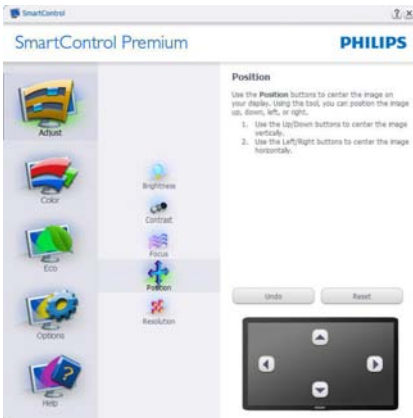 SmartControl
SmartControl Premium
PHILIPS
Adjust
Color
Eco
Options
Help
Brightness
Contrast
Focus
Position
Resolution
Position
Use the Position buttons to center the image on
your display. Using the tool, you can position the image
up, down, left, or right.
1. Use the Up/Down buttons to center the image
vertically.
2. Use the Left/Right buttons to center the image
horizontally.
Undo
Reset